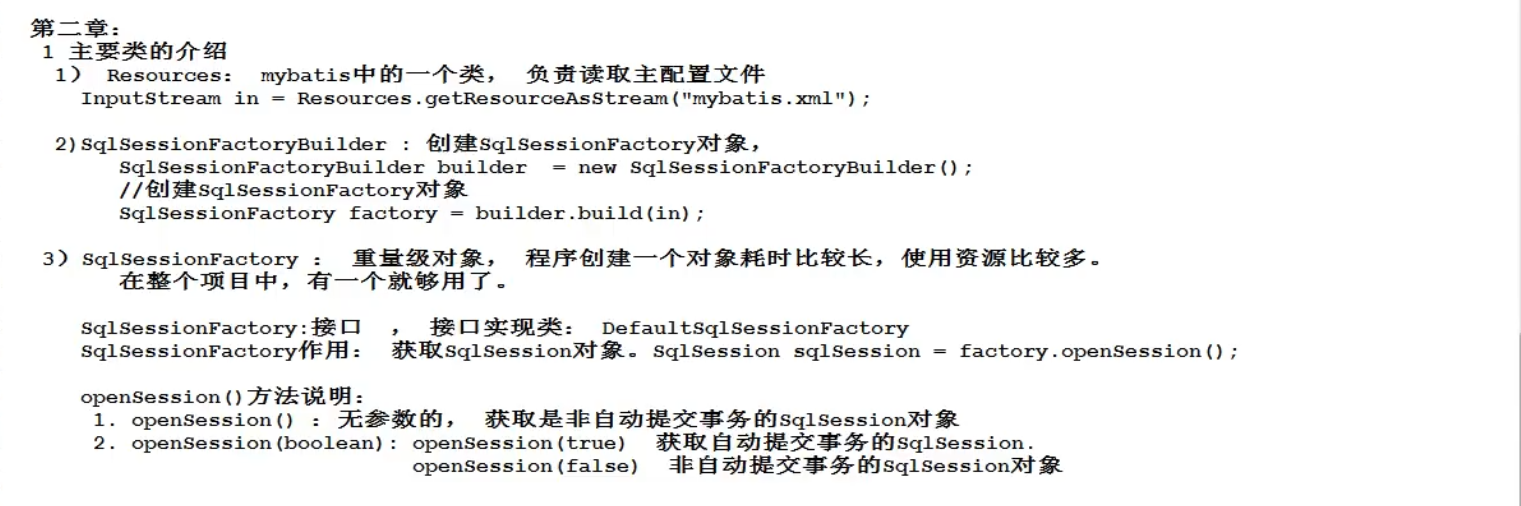 第二章：
1 主要类的介绍
1） Resources： mybatis中的一个类， 负责读取主配置文件
InputStream in = Resources.getResourceAsStream("mybatis.xml");
2)SqlSessionFactoryBuilder : 创建SqlSessionFactory对象，
SqlSessionFactoryBuilder builder  = new SqlSessionFactoryBuilder();
//创建SqlSessionFactory对象
SqlSessionFactory factory = builder.build(in);
3）SqlSessionFactory ： 重量级对象， 程序创建一个对象耗时比较长，使用资源比较多。
在整个项目中，有一个就够用了。
SqlSessionFactory:接口  ， 接口实现类： DefaultSqlSessionFactory
SqlSessionFactory作用： 获取SqlSession对象。SqlSession sqlSession = factory.openSession();
openSession()方法说明：
1. openSession() ：无参数的， 获取是非自动提交事务的SqlSession对象
2. openSession(boolean): openSession(true)  获取自动提交事务的SqlSession.
openSession(false)  非自动提交事务的SqlSession对象